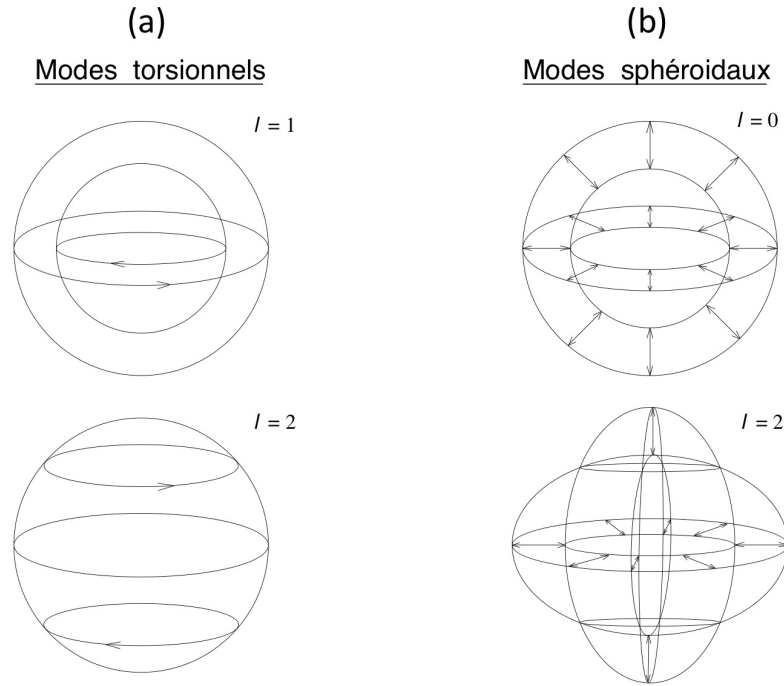 (a)
Modes torsionnels
l = 1
l = 2
(b)
Modes sphéroidaux
l = 0
l = 2